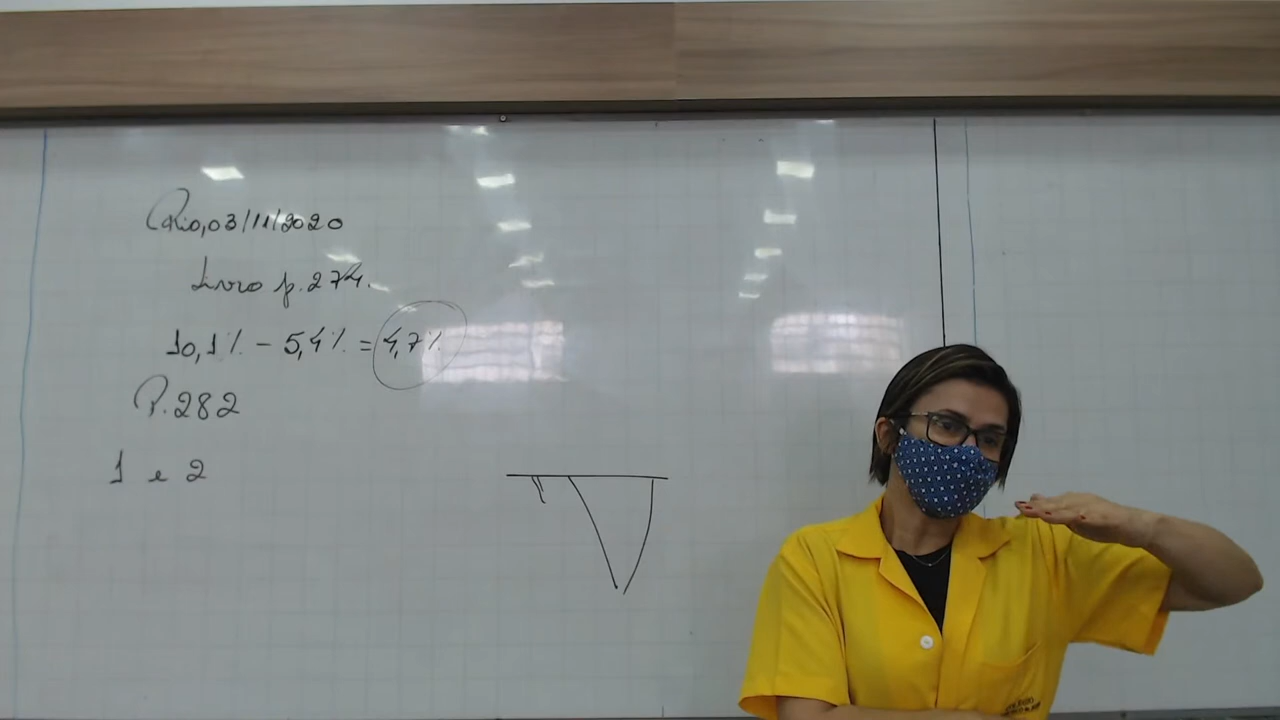 Rio, 03/11/2020
Livro p. 274.
10,1% - 5,4% = 4,7%
P. 282
1 e 2